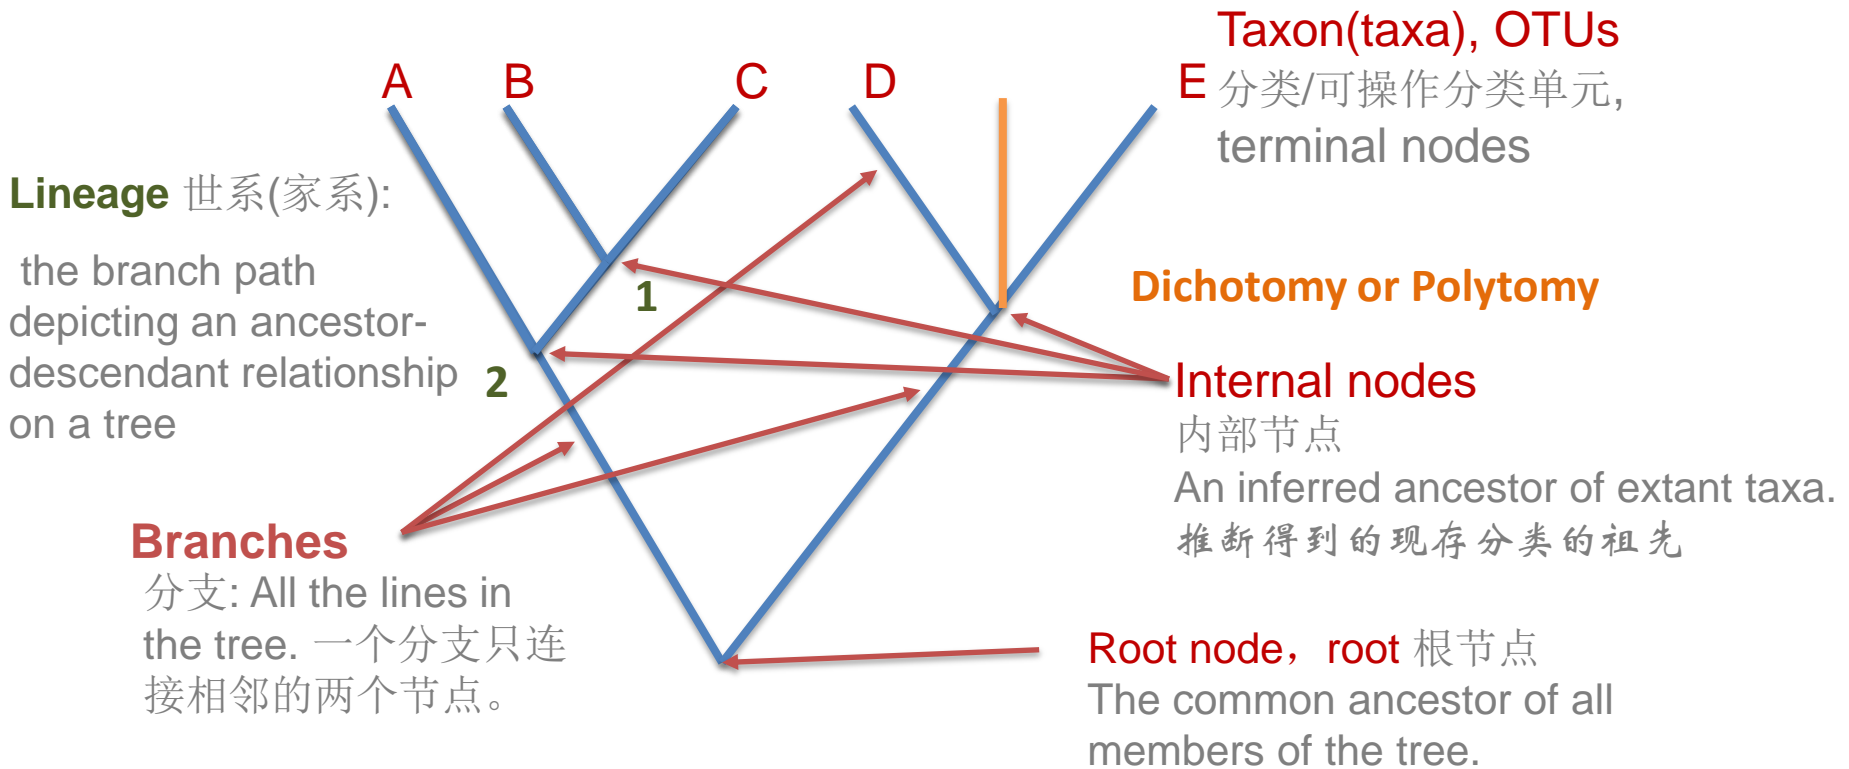 Taxon(taxa), OTUs
A
B
C
D
E
分类/可操作分类单元,
terminal nodes
Lineage 世系(家系):
the branch path
depicting an ancestor-
descendant relationship
on a tree
1
2
Dichotomy or Polytomy
Internal nodes
内部节点
An inferred ancestor of extant taxa.
推断得到的现存分类的祖先
Branches
分支: All the lines in
the tree. 一个分支只连
接相邻的两个节点。
Root node，root 根节点
The common ancestor of all
members of the tree.